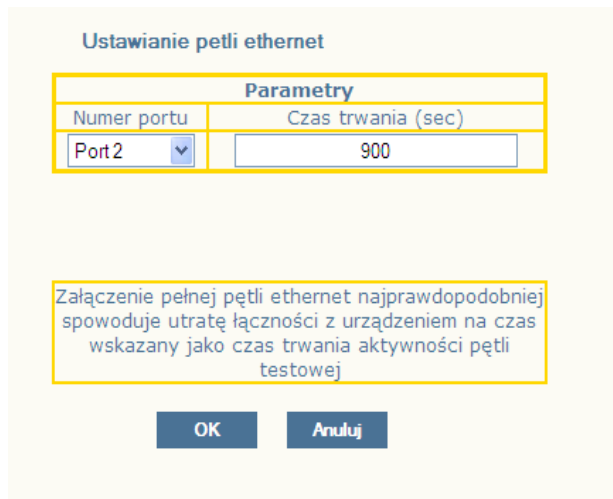 Ustawianie petli ethernet
Parametry
Numer portu Czas trwania (sec)
Port 2 900
Załączenie pełnej pętli ethernet najprawdopodobniej
spowoduje utratę łączności z urządzeniem na czas
wskazany jako czas trwania aktywności pętli
testowej
OK Anuluj